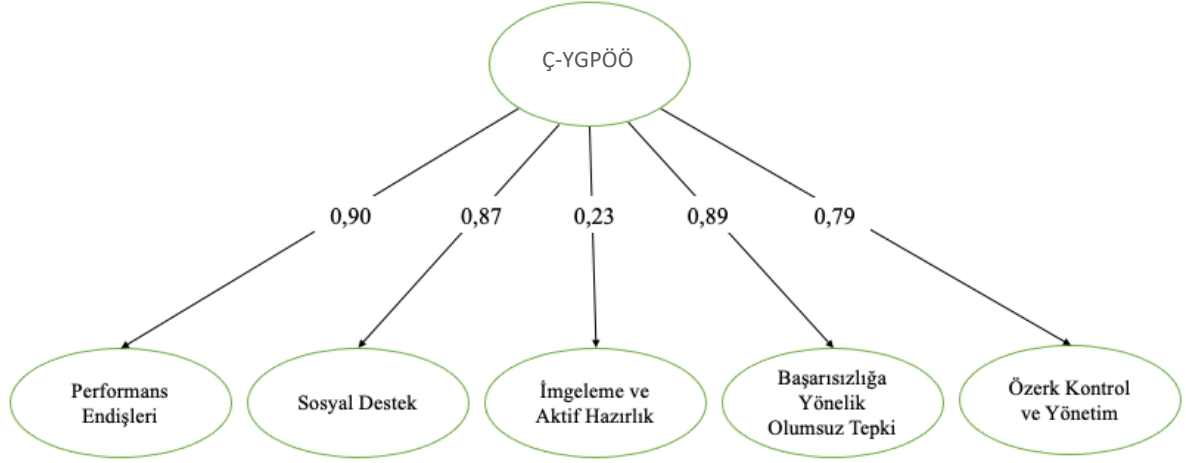 Ç-YGPÖÖ
0,90
0,87
0,23
0,89
0,79
Performans
Endişleri
Sosyal Destek
İmgeleme ve
Aktif Hazırlık
Başarısızlığa
Yönelik
Olumsuz Tepki
Özerk Kontrol
ve Yönetim